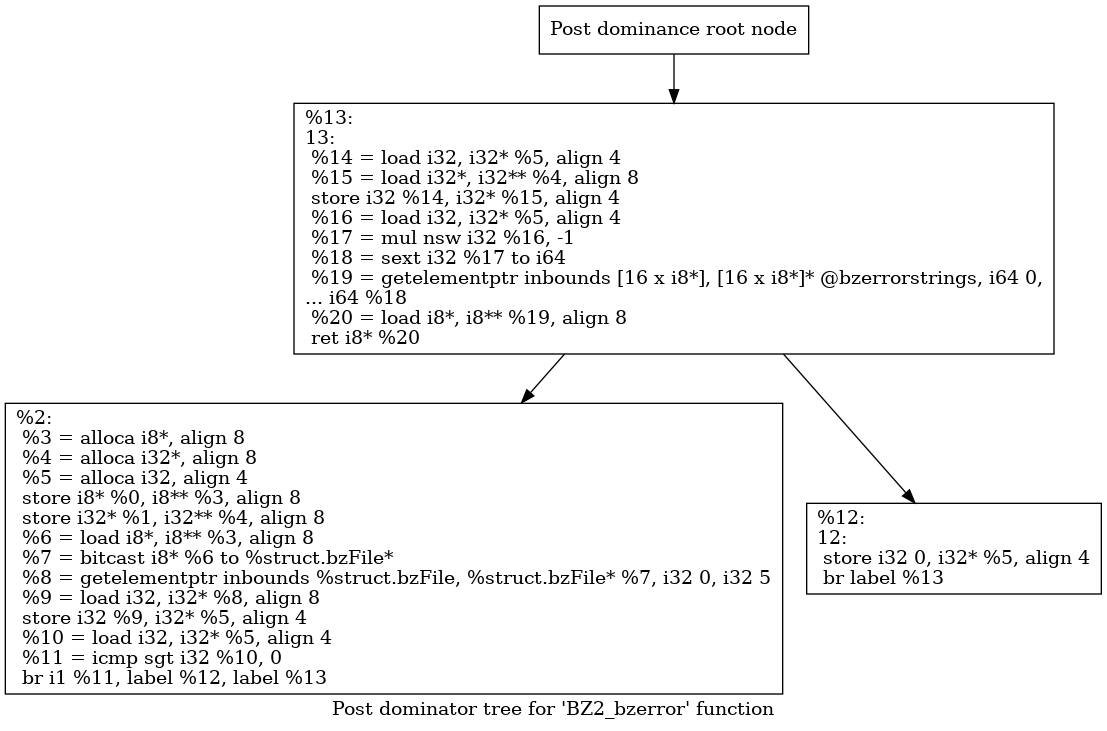 Post dominance root node
%13:
13:
%14 = load i32, i32* %5, align 4
%15 = load i32*, i32** %4, align 8
store i32 %14, i32* %15, align 4
%16 = load i32, i32* %5, align 4
%17 = mul nsw i32 %16, -1
%18 = sext i32 %17 to i64
%19 = getelementptr inbounds [16 x i8*], [16 x i8*]* @bzerrorstrings, i64 0,
... i64 %18
%20 = load i8*, i8** %19, align 8
ret i8* %20
%2:
%3 = alloca i8*, align 8
%4 = alloca i32*, align 8
%5 = alloca i32, align 4
store i8* %0, i8** %3, align 8
store i32* %1, i32** %4, align 8
%6 = load i8*, i8** %3, align 8
%7 = bitcast i8* %6 to %struct.bzFile*
%8 = getelementptr inbounds %struct.bzFile, %struct.bzFile* %7, i32 0, i32 5
%9 = load i32, i32* %8, align 8
store i32 %9, i32* %5, align 4
%10 = load i32, i32* %5, align 4
%11 = icmp sgt i32 %10, 0
br i1 %11, label %12, label %13
%12:
12:
store i32 0, i32* %5, align 4
br label %13
Post dominator tree for 'BZ2_bzerror' function